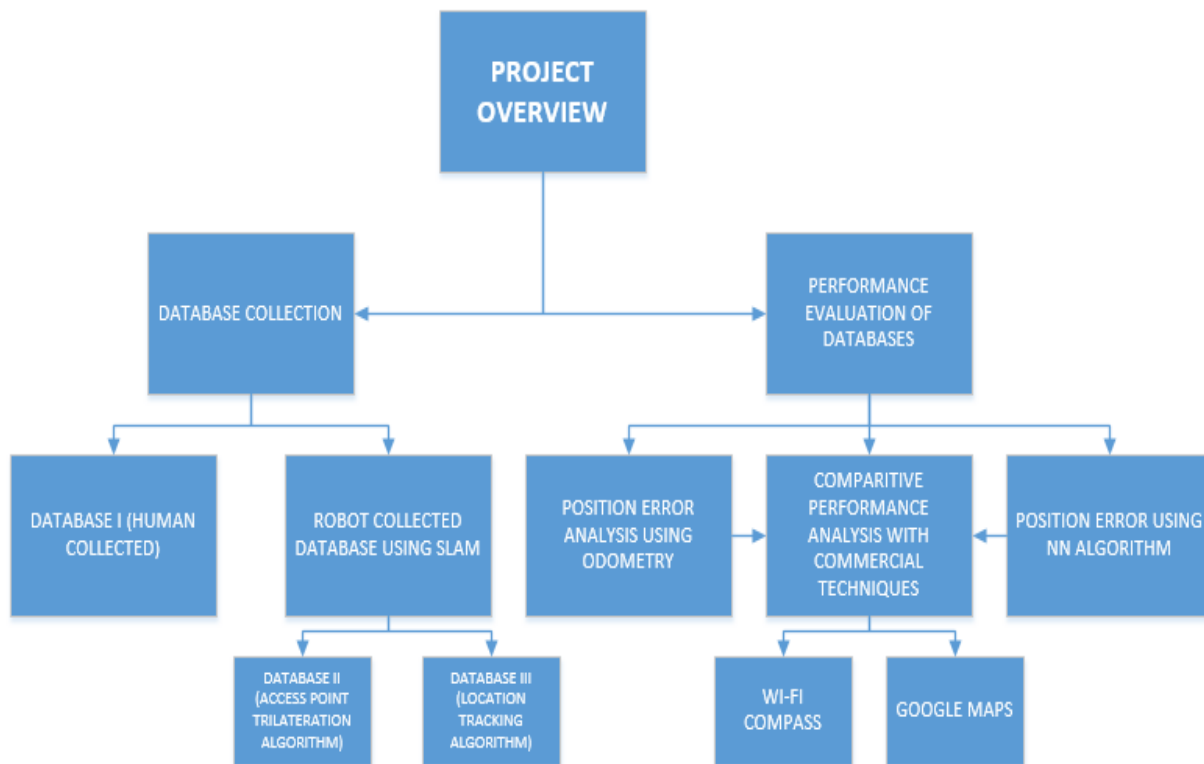 PROJECT
OVERVIEW
DATABASE COLLECTION
PERFORMANCE
EVALUATION OF
DATABASES
DATABASE I (HUMAN
COLLECTED)
ROBOT COLLECTED
DATABASE USING SLAM
POSITION ERROR
ANALYSIS USING
ODOMETRY
COMPARITIVE
PERFORMANCE
ANALYSIS WITH
COMMERCIAL
TECHNIQUES
POSITION ERROR USING
NN ALGORITHM
DATABASE II
(ACCESS POINT
TRILATERATION
ALGORITHM)
DATABASE III
(LOCATION
TRACKING
ALGORITHM)
WI-FI
COMPASS
GOOGLE MAPS